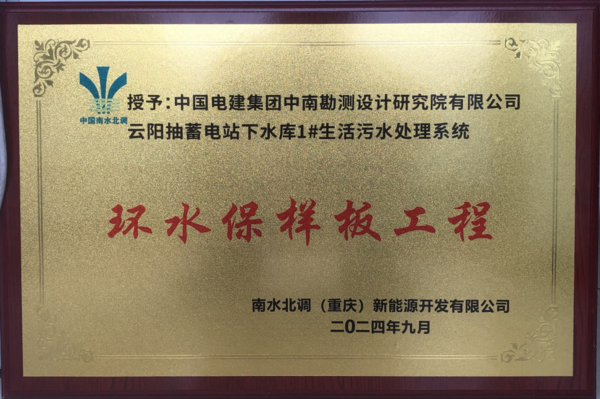 中国南水北调
授予：中国电建集团中南勘测设计研究院有限公司
云阳抽蓄电站下水库1#生活污水处理系统
环水保样板工程
南水北调（重庆）新能源开发有限公司
二0二四年九月